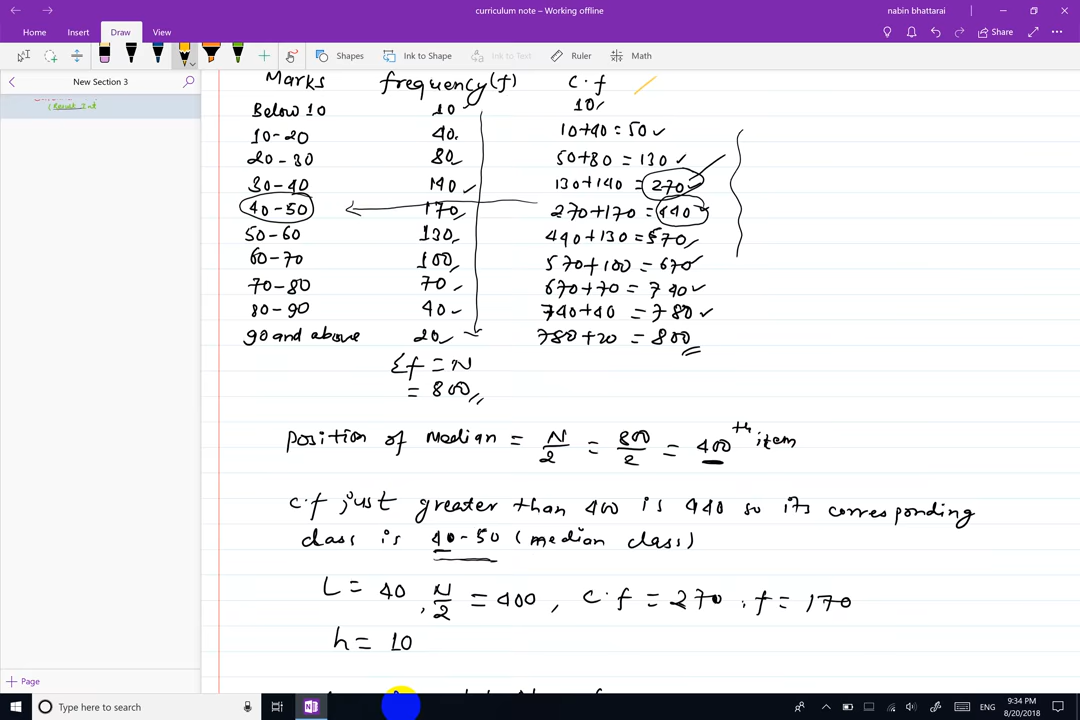 curriculum note – Working offline
nabin bhattarai
Home Insert Draw View
Share
Shapes Ink to Shape Ink to Text Ruler Math
New Section 3
Marks frequency(f) c.f
Below 10 10 10
10-20 40 10+40 = 50
20-30 80 50+80 = 130
30-40 140 130+140 = 270
40-50 170 270+170 = 440
50-60 130 440+130 = 570
60-70 100 570+100 = 670
70-80 70 670+70 = 740
80-90 40 740+40 = 780
90 and above 20 780+20 = 800
Σf = N
= 800
position of Median = N/2 = 800/2 = 400th item
c.f just greater than 400 is 440 so its corresponding
class is 40-50 (median class)
L = 40, N/2 = 400, c.f = 270, f = 170
h = 10
+ Page
Type here to search
ENG
9:34 PM
8/20/2018